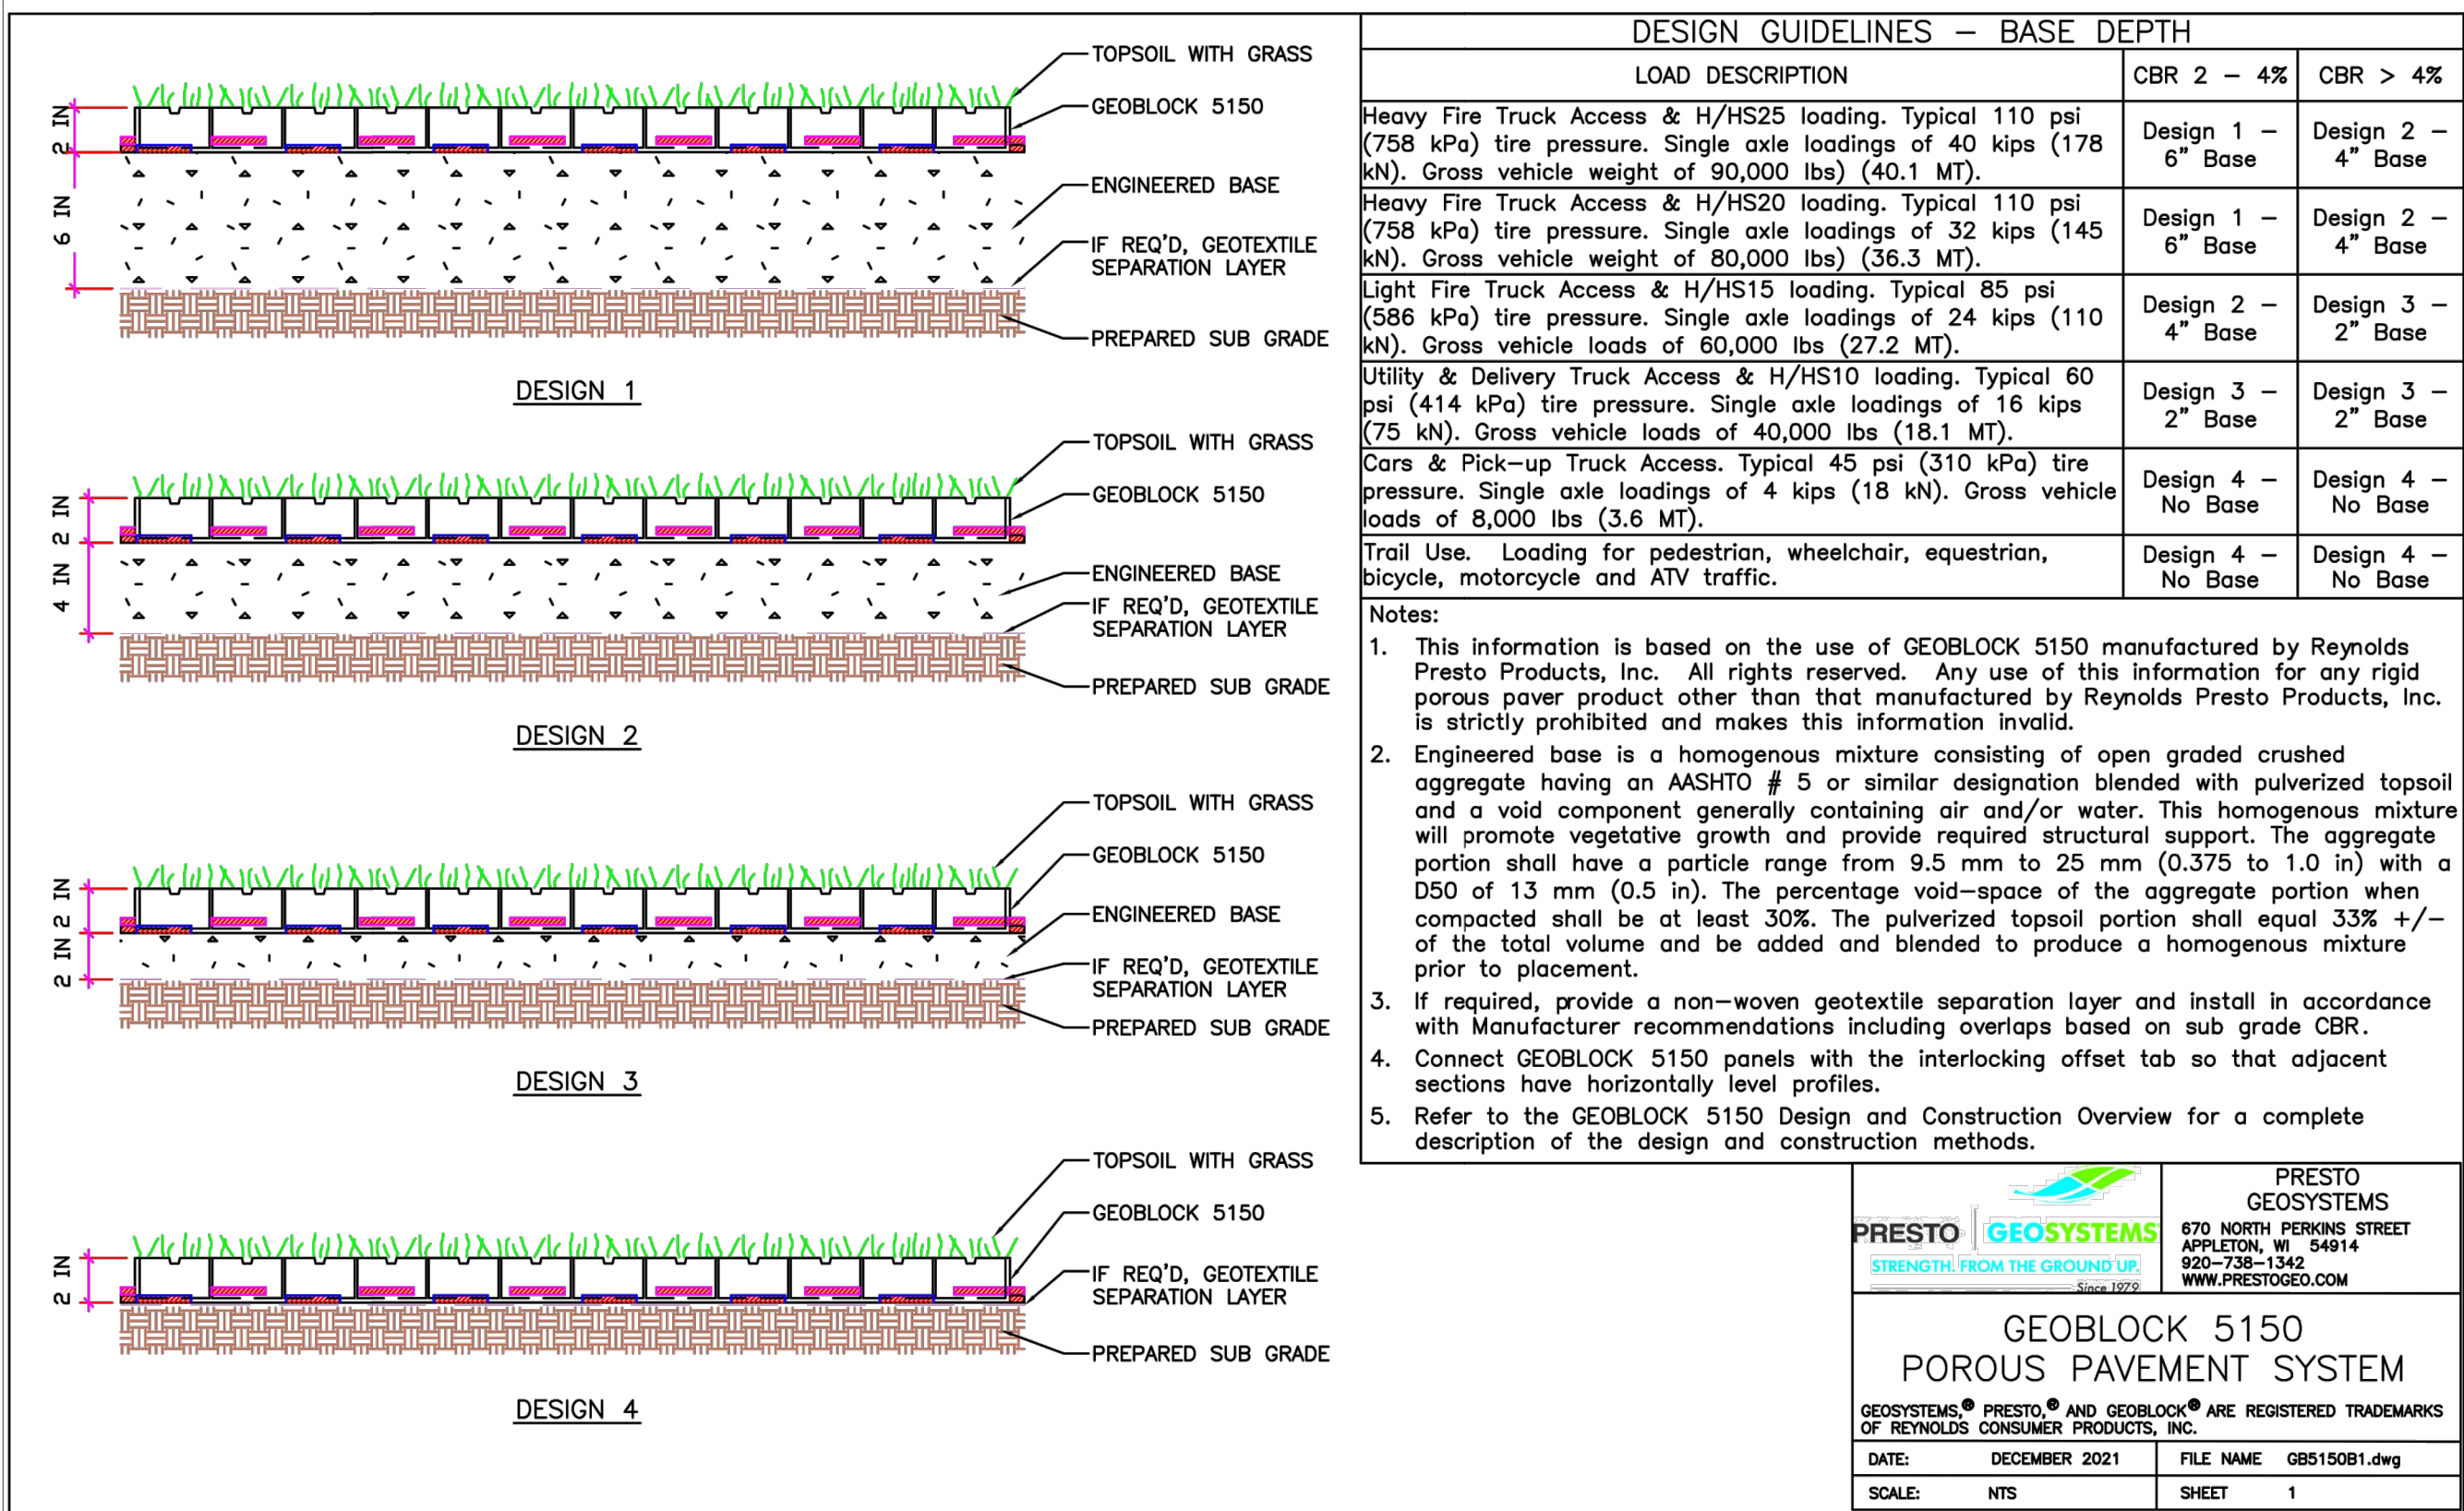 TOPSOIL WITH GRASS
GEOBLOCK 5150
ENGINEERED BASE
IF REQ'D, GEOTEXTILE
SEPARATION LAYER
PREPARED SUB GRADE
2 IN
6 IN
DESIGN 1
TOPSOIL WITH GRASS
GEOBLOCK 5150
ENGINEERED BASE
IF REQ'D, GEOTEXTILE
SEPARATION LAYER
PREPARED SUB GRADE
2 IN
4 IN
DESIGN 2
TOPSOIL WITH GRASS
GEOBLOCK 5150
ENGINEERED BASE
IF REQ'D, GEOTEXTILE
SEPARATION LAYER
PREPARED SUB GRADE
2 IN
2 IN
DESIGN 3
TOPSOIL WITH GRASS
GEOBLOCK 5150
IF REQ'D, GEOTEXTILE
SEPARATION LAYER
PREPARED SUB GRADE
2 IN
DESIGN 4
DESIGN GUIDELINES – BASE DEPTH
LOAD DESCRIPTION CBR 2 – 4% CBR > 4%
Heavy Fire Truck Access & H/HS25 loading. Typical 110 psi
(758 kPa) tire pressure. Single axle loadings of 40 kips (178
kN). Gross vehicle weight of 90,000 lbs) (40.1 MT).
Design 1 –
6" Base
Design 2 –
4" Base
Heavy Fire Truck Access & H/HS20 loading. Typical 110 psi
(758 kPa) tire pressure. Single axle loadings of 32 kips (145
kN). Gross vehicle weight of 80,000 lbs) (36.3 MT).
Design 1 –
6" Base
Design 2 –
4" Base
Light Fire Truck Access & H/HS15 loading. Typical 85 psi
(586 kPa) tire pressure. Single axle loadings of 24 kips (110
kN). Gross vehicle loads of 60,000 lbs (27.2 MT).
Design 2 –
4" Base
Design 3 –
2" Base
Utility & Delivery Truck Access & H/HS10 loading. Typical 60
psi (414 kPa) tire pressure. Single axle loadings of 16 kips
(75 kN). Gross vehicle loads of 40,000 lbs (18.1 MT).
Design 3 –
2" Base
Design 3 –
2" Base
Cars & Pick–up Truck Access. Typical 45 psi (310 kPa) tire
pressure. Single axle loadings of 4 kips (18 kN). Gross vehicle
loads of 8,000 lbs (3.6 MT).
Design 4 –
No Base
Design 4 –
No Base
Trail Use. Loading for pedestrian, wheelchair, equestrian,
bicycle, motorcycle and ATV traffic.
Design 4 –
No Base
Design 4 –
No Base
Notes:
1. This information is based on the use of GEOBLOCK 5150 manufactured by Reynolds
Presto Products, Inc. All rights reserved. Any use of this information for any rigid
porous paver product other than that manufactured by Reynolds Presto Products, Inc.
is strictly prohibited and makes this information invalid.
2. Engineered base is a homogenous mixture consisting of open graded crushed
aggregate having an AASHTO # 5 or similar designation blended with pulverized topsoil
and a void component generally containing air and/or water. This homogenous mixture
will promote vegetative growth and provide required structural support. The aggregate
portion shall have a particle range from 9.5 mm to 25 mm (0.375 to 1.0 in) with a
D50 of 13 mm (0.5 in). The percentage void–space of the aggregate portion when
compacted shall be at least 30%. The pulverized topsoil portion shall equal 33% +/–
of the total volume and be added and blended to produce a homogenous mixture
prior to placement.
3. If required, provide a non–woven geotextile separation layer and install in accordance
with Manufacturer recommendations including overlaps based on sub grade CBR.
4. Connect GEOBLOCK 5150 panels with the interlocking offset tab so that adjacent
sections have horizontally level profiles.
5. Refer to the GEOBLOCK 5150 Design and Construction Overview for a complete
description of the design and construction methods.
PRESTO GEOSYSTEMS
STRENGTH. FROM THE GROUND UP.
Since 1979
PRESTO
GEOSYSTEMS
670 NORTH PERKINS STREET
APPLETON, WI 54914
920–738–1342
WWW.PRESTOGEO.COM
GEOBLOCK 5150
POROUS PAVEMENT SYSTEM
GEOSYSTEMS,® PRESTO,® AND GEOBLOCK® ARE REGISTERED TRADEMARKS
OF REYNOLDS CONSUMER PRODUCTS, INC.
DATE: DECEMBER 2021 FILE NAME GB5150B1.dwg
SCALE: NTS SHEET 1